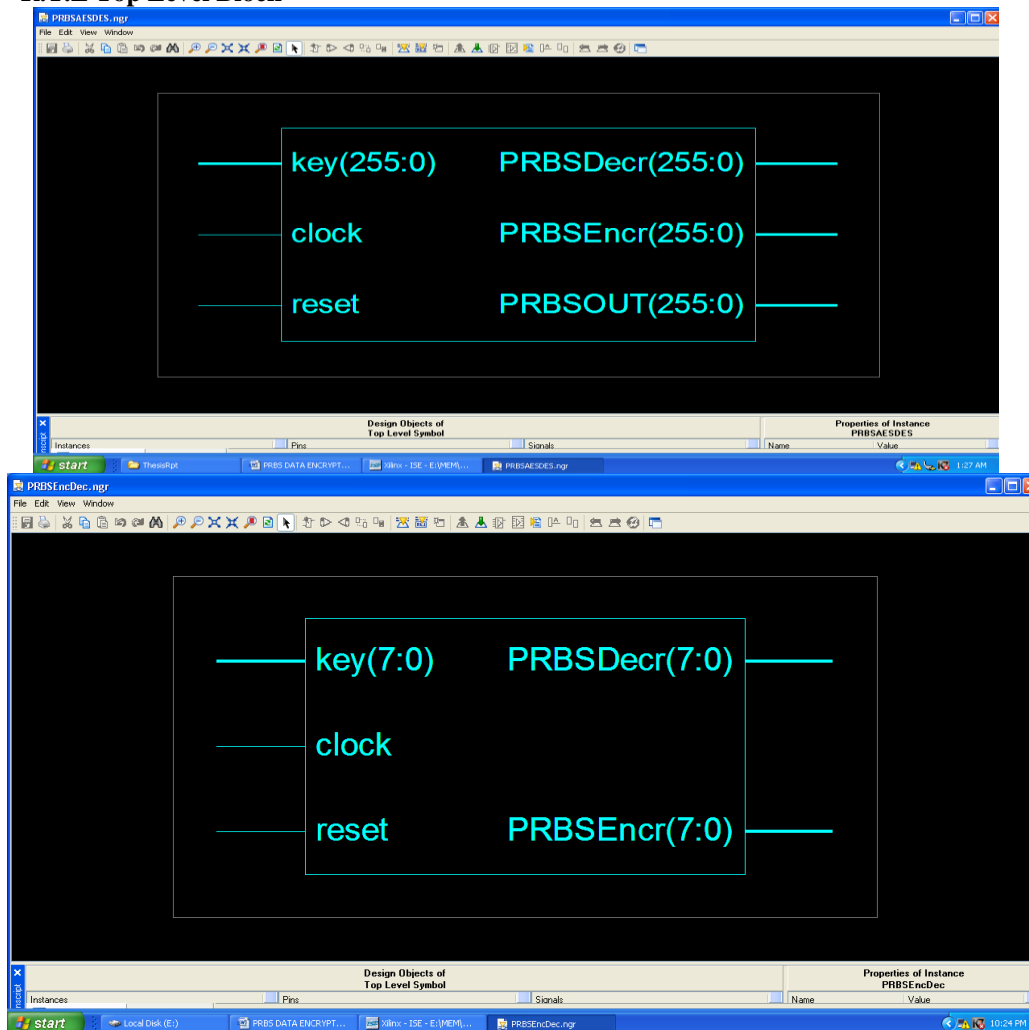 PRBSAESDES.ngr
File Edit View Window
key(255:0) PRBSDecr(255:0)
clock PRBSEncr(255:0)
reset PRBSOUT(255:0)
Design Objects of
Top Level Symbol
Properties of Instance
PRBSAESDES
Instances Pins Signals Name Value
start ThesisRpt PRBS DATA ENCRYPT... Xilinx - ISE - E:\MEM\... PRBSAESDES.ngr 1:27 AM
PRBSEncDec.ngr
File Edit View Window
key(7:0) PRBSDecr(7:0)
clock
reset PRBSEncr(7:0)
Design Objects of
Top Level Symbol
Properties of Instance
PRBSEncDec
Instances Pins Signals Name Value
start Local Disk (E:) PRBS DATA ENCRYPT... Xilinx - ISE - E:\MEM\... PRBSEncDec.ngr 10:24 PM